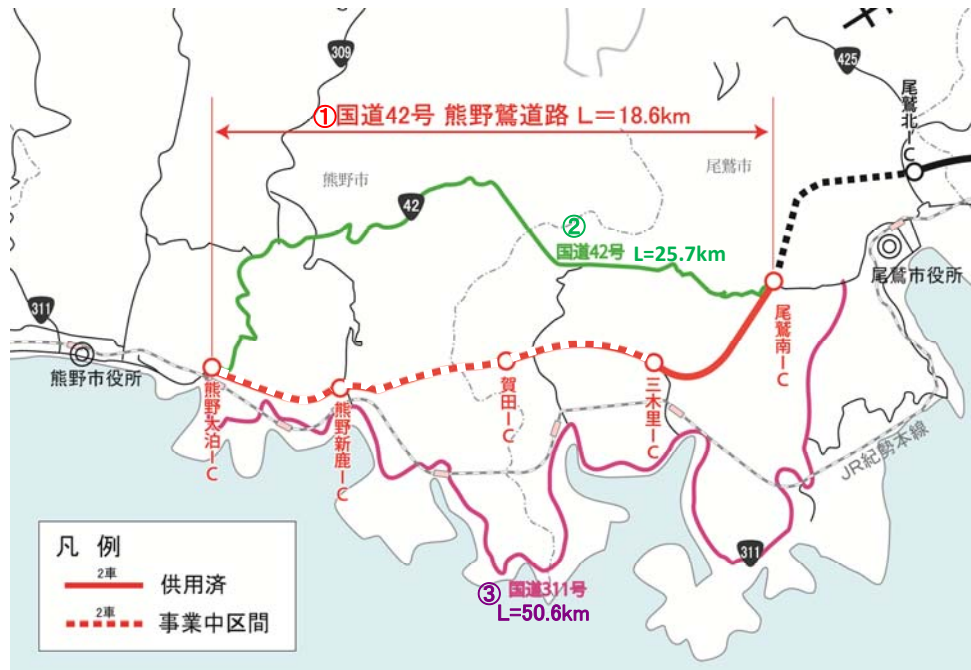 309
425
①国道42号 熊野鷲道路 L=18.6km
尾鷲北IC
熊野市
尾鷲市
42
②
国道42号 L=25.7km
尾鷲市役所
311
熊野市役所
熊野大泊IC
熊野新鹿IC
賀田IC
三木里IC
尾鷲南IC
JR紀勢本線
311
③ 国道311号
L=50.6km
凡 例
2車 供用済
2車 事業中区間